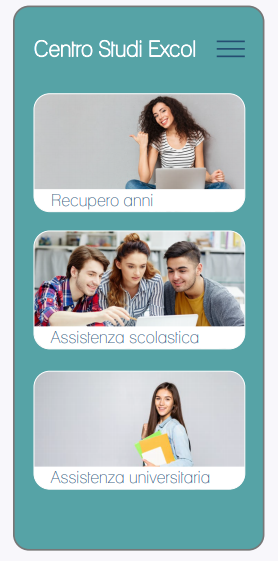 Centro Studi Excol
Recupero anni
Assistenza scolastica
Assistenza universitaria